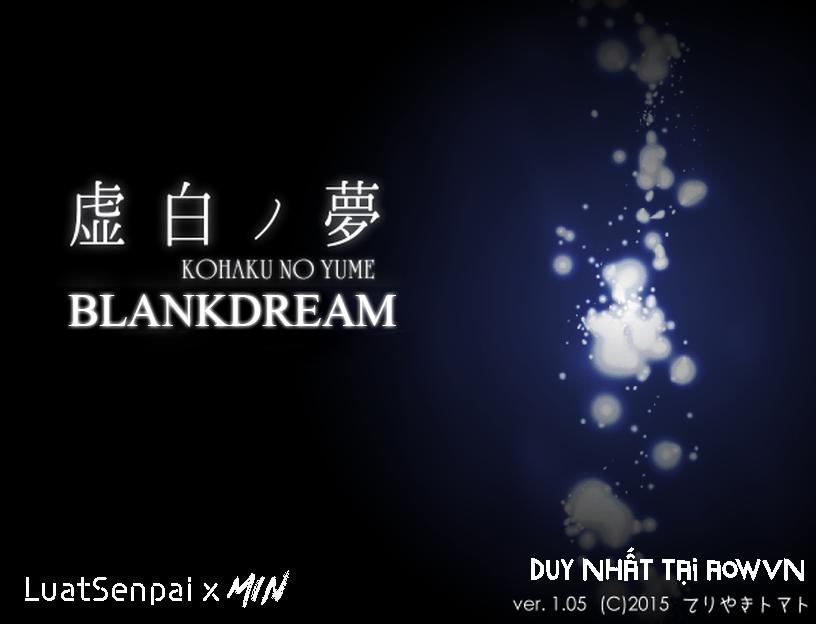 虚白ノ夢
KOHAKU NO YUME
BLANKDREAM
LuatSenpai x MIN
DUY NHẤT TẠI AOWVN
ver. 1.05 (C)2015 てりやきトマト